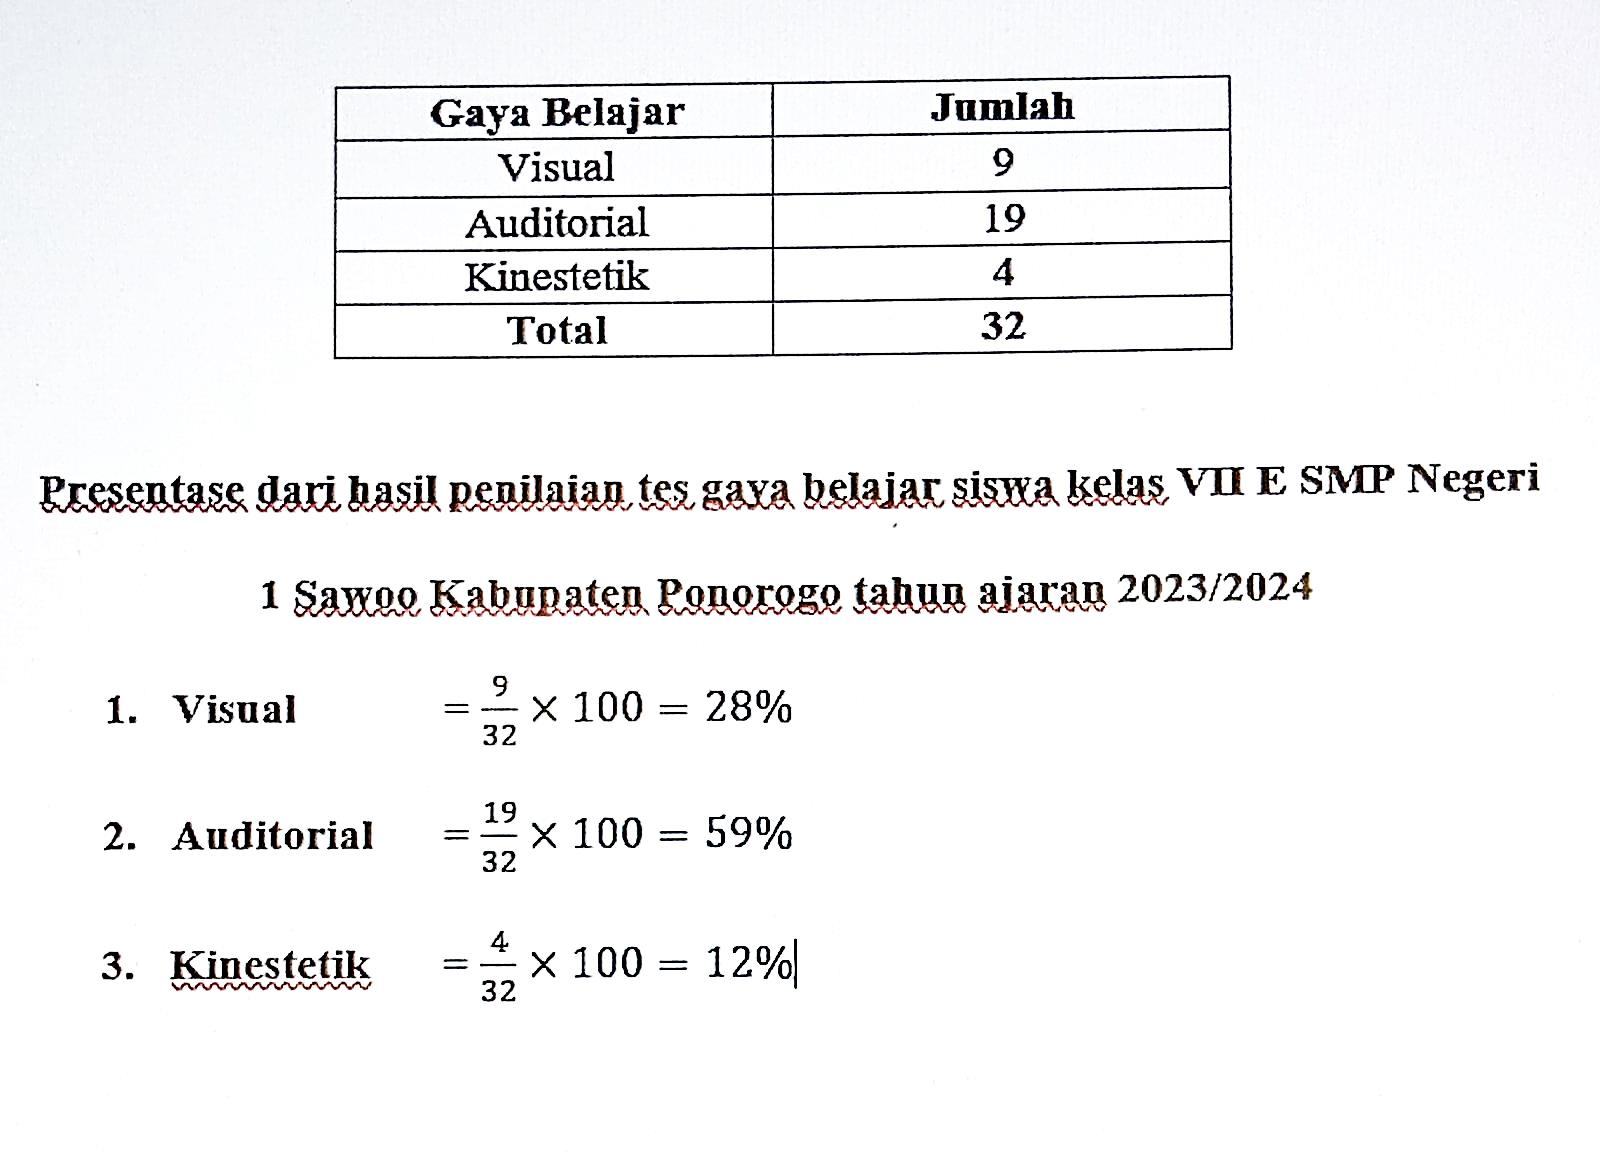 Gaya Belajar Jumlah
Visual 9
Auditorial 19
Kinestetik 4
Total 32
Presentase dari hasil penilaian tes gaya belajar siswa kelas VII E SMP Negeri
1 Sawoo Kabupaten Ponorogo tahun ajaran 2023/2024
1. Visual = 9/32 × 100 = 28%
2. Auditorial = 19/32 × 100 = 59%
3. Kinestetik = 4/32 × 100 = 12%